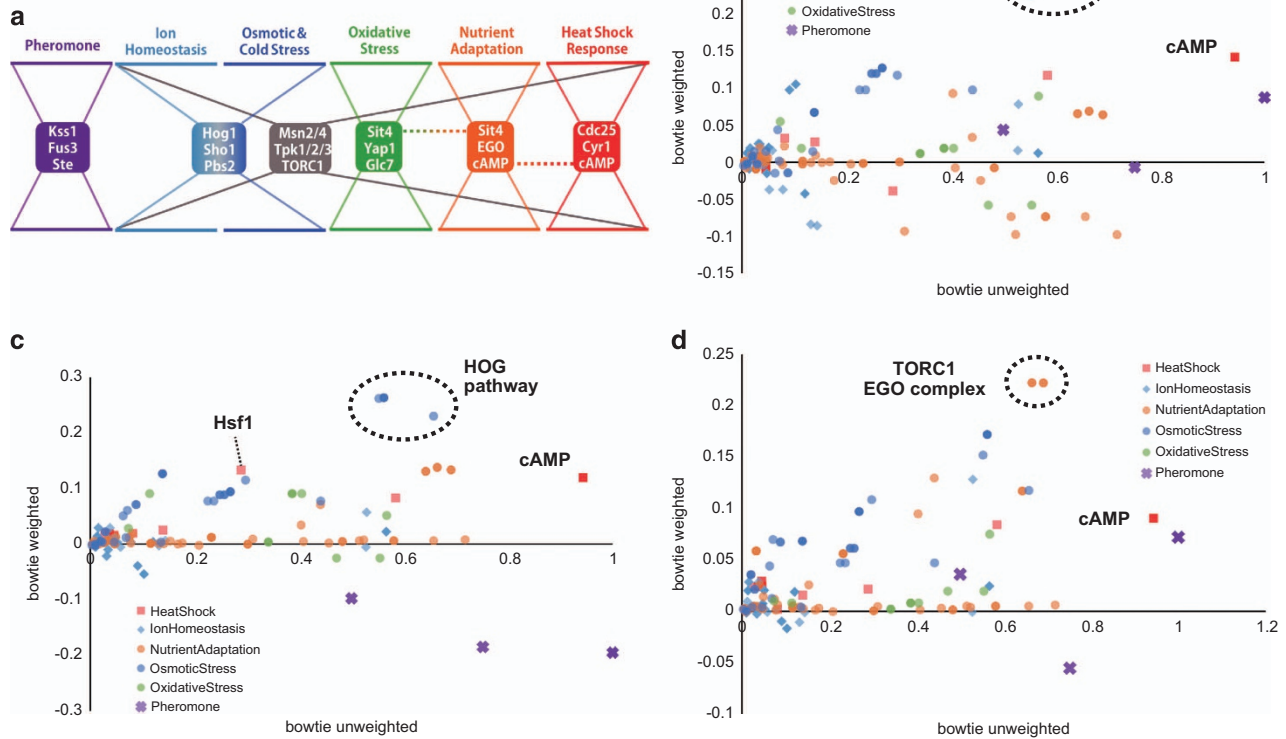 a
Pheromone
Ion
Homeostasis
Osmotic &
Cold Stress
Oxidative
Stress
Nutrient
Adaptation
Heat Shock
Response
Kss1
Fus3
Ste
Hog1
Sho1
Pbs2
Msn2/4
Tpk1/2/3
TORC1
Sit4
Yap1
Glc7
Sit4
EGO
cAMP
Cdc25
Cyr1
cAMP
0.2
0.15
0.1
0.05
0
-0.05
-0.1
-0.15
bowtie weighted
OxidativeStress
Pheromone
cAMP
0
0.2
0.4
0.6
0.8
1
bowtie unweighted
c
0.3
0.2
0.1
0
-0.1
-0.2
-0.3
bowtie weighted
HOG
pathway
Hsf1
cAMP
0
0.2
0.4
0.6
0.8
1
HeatShock
IonHomeostasis
NutrientAdaptation
OsmoticStress
OxidativeStress
Pheromone
bowtie unweighted
d
0.25
0.2
0.15
0.1
0.05
0
-0.05
-0.1
bowtie weighted
TORC1
EGO complex
HeatShock
IonHomeostasis
NutrientAdaptation
OsmoticStress
OxidativeStress
Pheromone
cAMP
0
0.2
0.4
0.6
0.8
1
1.2
bowtie unweighted